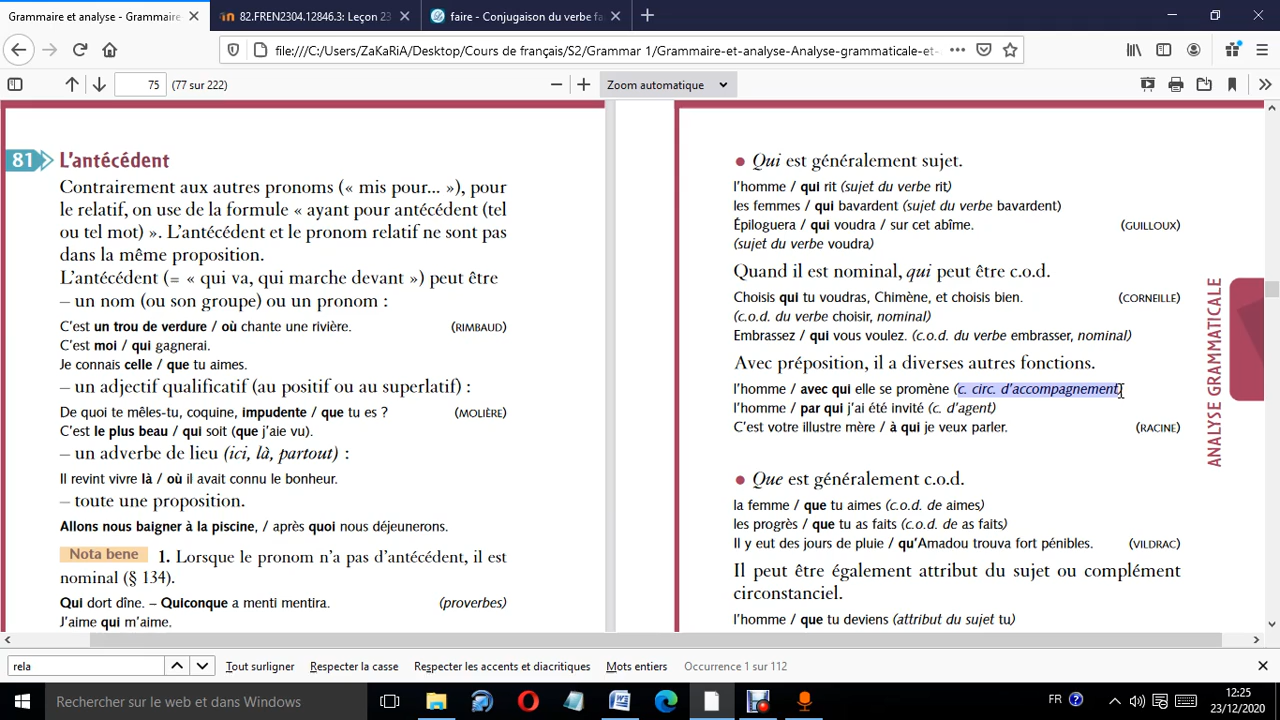 Grammaire et analyse - Grammaire
82.FREN2304.12846.3: Leçon 23
faire - Conjugaison du verbe fa
file:///C:/Users/ZaKaRiA/Desktop/Cours de français/S2/Grammar 1/Grammaire-et-analyse-Analyse-grammaticale-et-
75 (77 sur 222)
Zoom automatique
81 L'antécédent
Contrairement aux autres pronoms (« mis pour... »), pour
le relatif, on use de la formule « ayant pour antécédent (tel
ou tel mot) ». L'antécédent et le pronom relatif ne sont pas
dans la même proposition.
L'antécédent (= « qui va, qui marche devant ») peut être
– un nom (ou son groupe) ou un pronom :
C'est un trou de verdure / où chante une rivière. (RIMBAUD)
C'est moi / qui gagnerai.
Je connais celle / que tu aimes.
– un adjectif qualificatif (au positif ou au superlatif) :
De quoi te mêles-tu, coquine, impudente / que tu es ? (MOLIÈRE)
C'est le plus beau / qui soit (que j'aie vu).
– un adverbe de lieu (ici, là, partout) :
Il revint vivre là / où il avait connu le bonheur.
– toute une proposition.
Allons nous baigner à la piscine, / après quoi nous déjeunerons.
Nota bene 1. Lorsque le pronom n'a pas d'antécédent, il est
nominal (§ 134).
Qui dort dîne. – Quiconque a menti mentira. (proverbes)
J'aime qui m'aime.
● Qui est généralement sujet.
l'homme / qui rit (sujet du verbe rit)
les femmes / qui bavardent (sujet du verbe bavardent)
Épiloguera / qui voudra / sur cet abîme. (GUILLOUX)
(sujet du verbe voudra)
Quand il est nominal, qui peut être c.o.d.
Choisis qui tu voudras, Chimène, et choisis bien. (CORNEILLE)
(c.o.d. du verbe choisir, nominal)
Embrassez / qui vous voulez. (c.o.d. du verbe embrasser, nominal)
Avec préposition, il a diverses autres fonctions.
l'homme / avec qui elle se promène (c. circ. d'accompagnement)
l'homme / par qui j'ai été invité (c. d'agent)
C'est votre illustre mère / à qui je veux parler. (RACINE)
● Que est généralement c.o.d.
la femme / que tu aimes (c.o.d. de aimes)
les progrès / que tu as faits (c.o.d. de as faits)
Il y eut des jours de pluie / qu'Amadou trouva fort pénibles. (VILDRAC)
Il peut être également attribut du sujet ou complément
circonstanciel.
l'homme / que tu deviens (attribut du sujet tu)
ANALYSE GRAMMATICALE
rela
Tout surligner
Respecter la casse
Respecter les accents et diacritiques
Mots entiers
Occurrence 1 sur 112
Rechercher sur le web et dans Windows
FR
12:25
23/12/2020